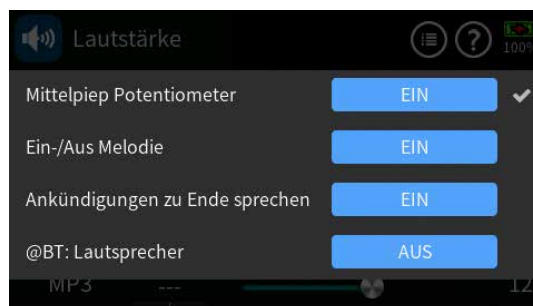 Lautstärke
100%
Mittelpiep Potentiometer EIN
Ein-/Aus Melodie EIN
Ankündigungen zu Ende sprechen EIN
@BT: Lautsprecher AUS
MP3 --- 12